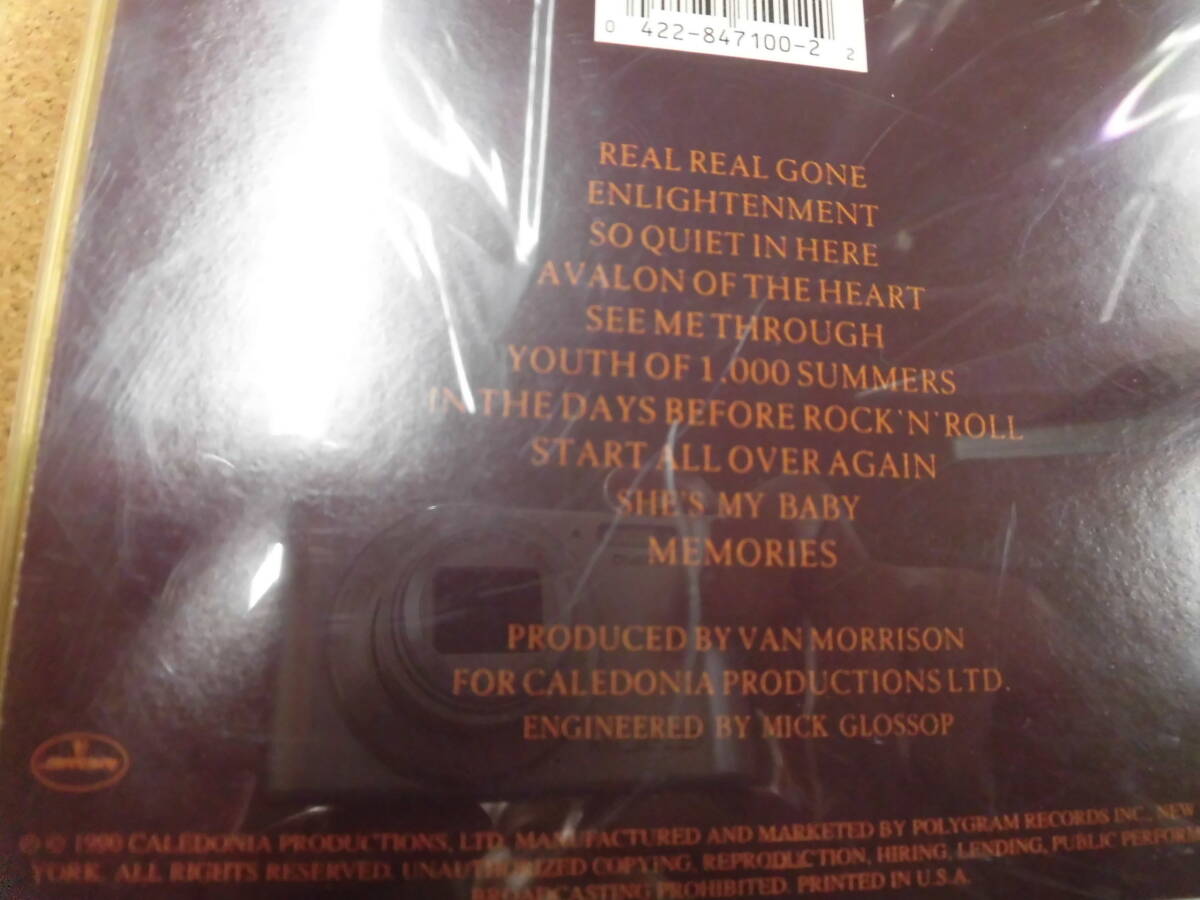 0 422-847100-2 2
REAL REAL GONE
ENLIGHTENMENT
SO QUIET IN HERE
AVALON OF THE HEART
SEE ME THROUGH
YOUTH OF 1,000 SUMMERS
IN THE DAYS BEFORE ROCK 'N' ROLL
START ALL OVER AGAIN
SHE'S MY BABY
MEMORIES
PRODUCED BY VAN MORRISON
FOR CALEDONIA PRODUCTIONS LTD.
ENGINEERED BY MICK GLOSSOP
℗ © 1990 CALEDONIA PRODUCTIONS, LTD. MANUFACTURED AND MARKETED BY POLYGRAM RECORDS INC., NEW
YORK. ALL RIGHTS RESERVED. UNAUTHORIZED COPYING, REPRODUCTION, HIRING, LENDING, PUBLIC PERFOR
BROADCASTING PROHIBITED. PRINTED IN U.S.A.